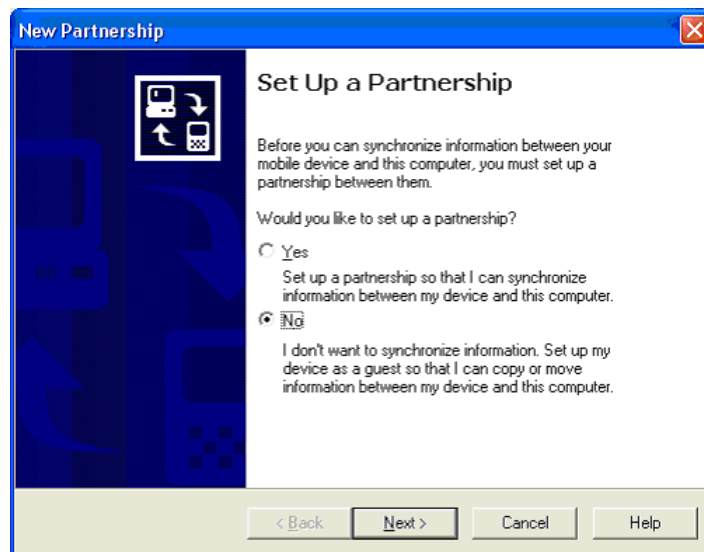 New Partnership
Set Up a Partnership
Before you can synchronize information between your
mobile device and this computer, you must set up a
partnership between them.
Would you like to set up a partnership?
Yes
Set up a partnership so that I can synchronize
information between my device and this computer.
No
I don't want to synchronize information. Set up my
device as a guest so that I can copy or move
information between my device and this computer.
< Back Next > Cancel Help